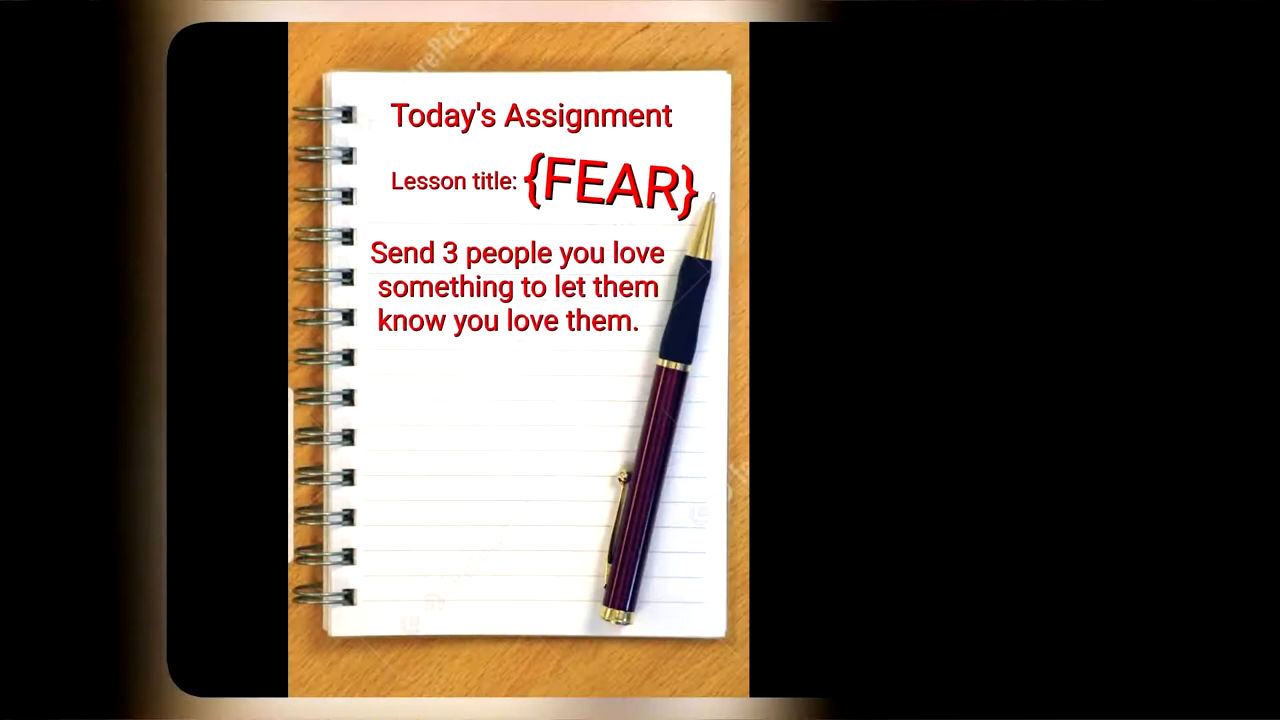 Today's Assignment
Lesson title: {FEAR}
Send 3 people you love
something to let them
know you love them.